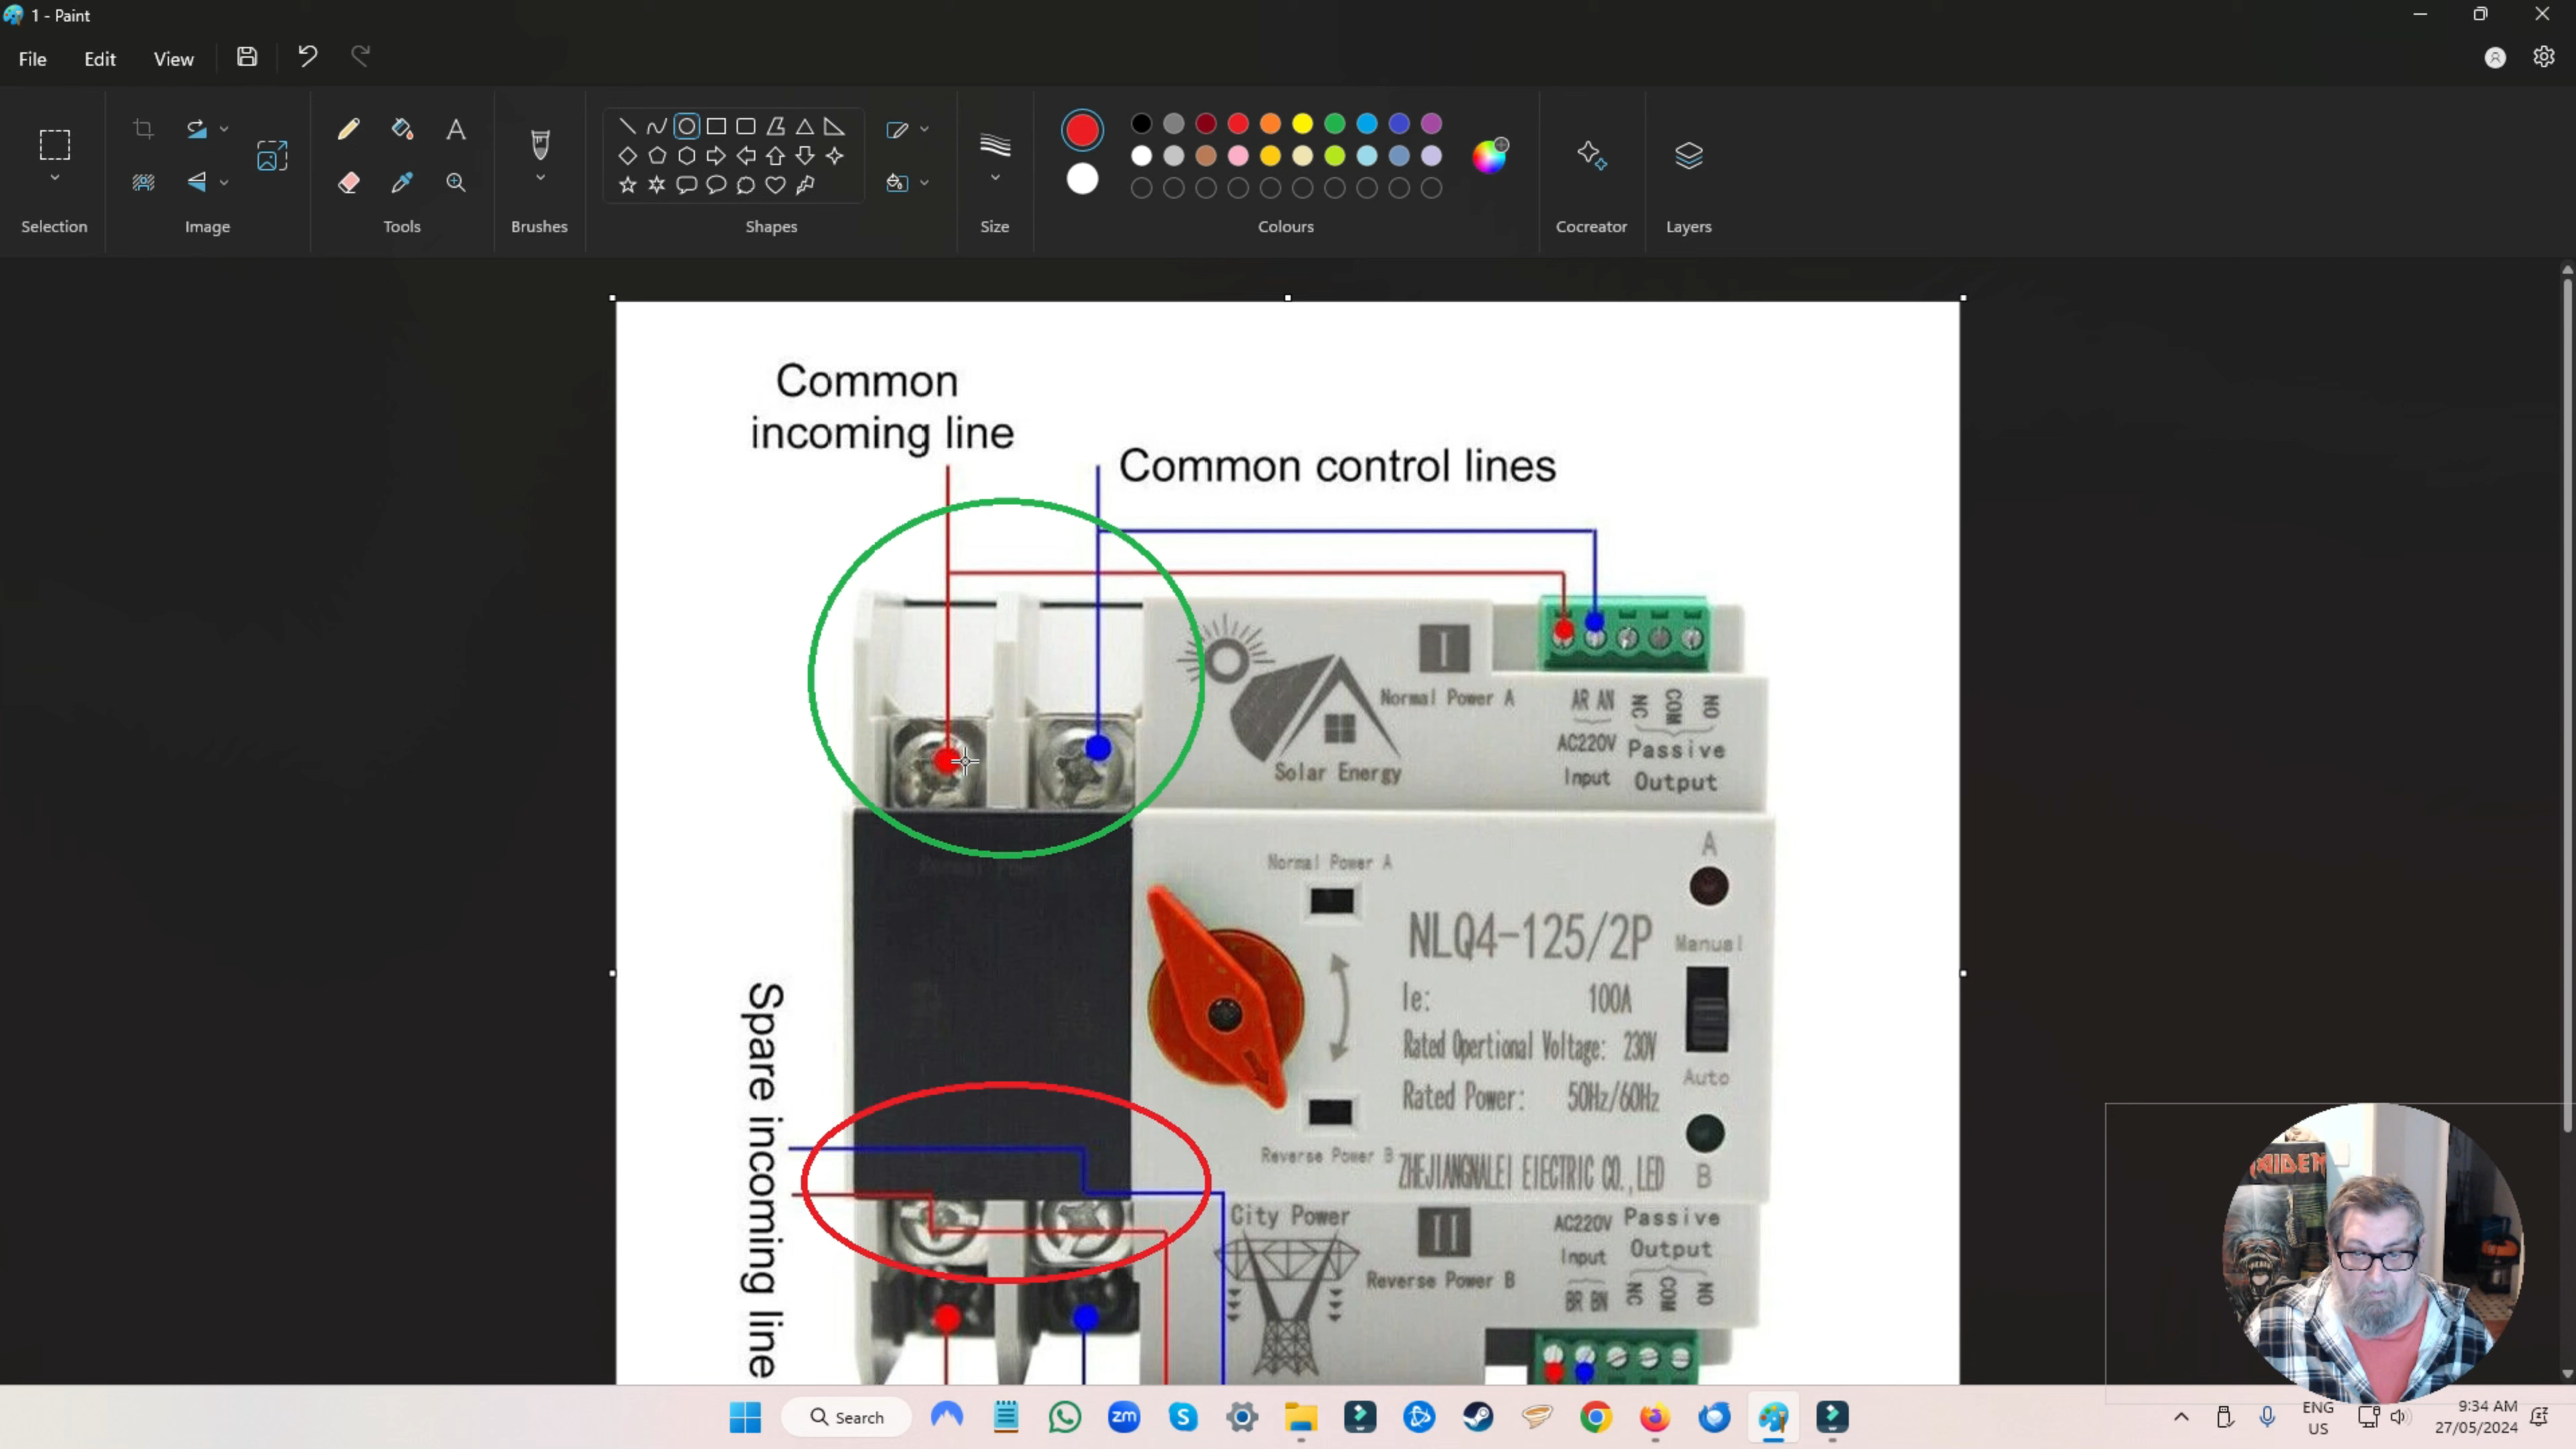 1 - Paint
File
Edit
View
Selection
Image
Tools
Brushes
Shapes
Size
Colours
Cocreator
Layers
Common
incoming line
Common control lines
I
Normal Power A
Solar Energy
AR AN
NC
COM
NO
AC220V
Input
Passive
Output
A
Normal Power A
Manual
NLQ4-125/2P
Ie: 100A
Rated Opertional Voltage: 230V
Rated Power: 50Hz/60Hz
Auto
Reverse Power B
ZHEJIANGNALEI ElECTRIC CO.,LED
B
Spare incoming line
City Power
II
Reverse Power B
AC220V
Input
Passive
Output
BR BN
NC
COM
NO
MAIDEN
Search
zm
ENG
US
9:34 AM
27/05/2024